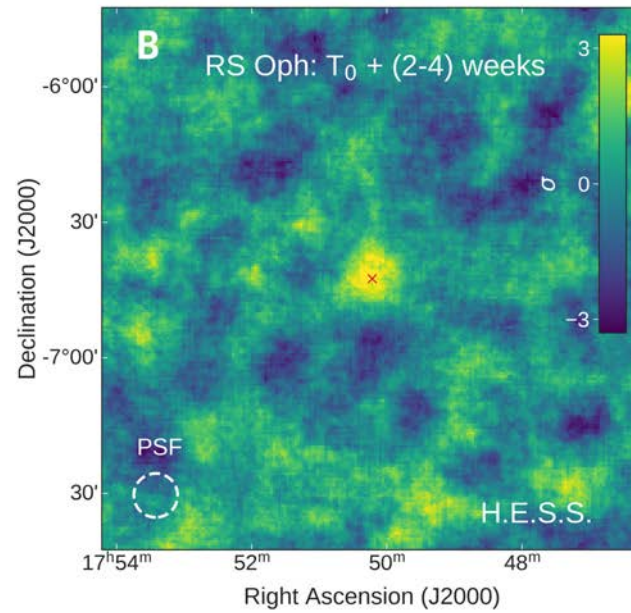 B
RS Oph: T₀ + (2-4) weeks
-6°00'
30'
-7°00'
30'
Declination (J2000)
3
0
−3
σ
PSF
H.E.S.S.
17ʰ54ᵐ
52ᵐ
50ᵐ
48ᵐ
Right Ascension (J2000)